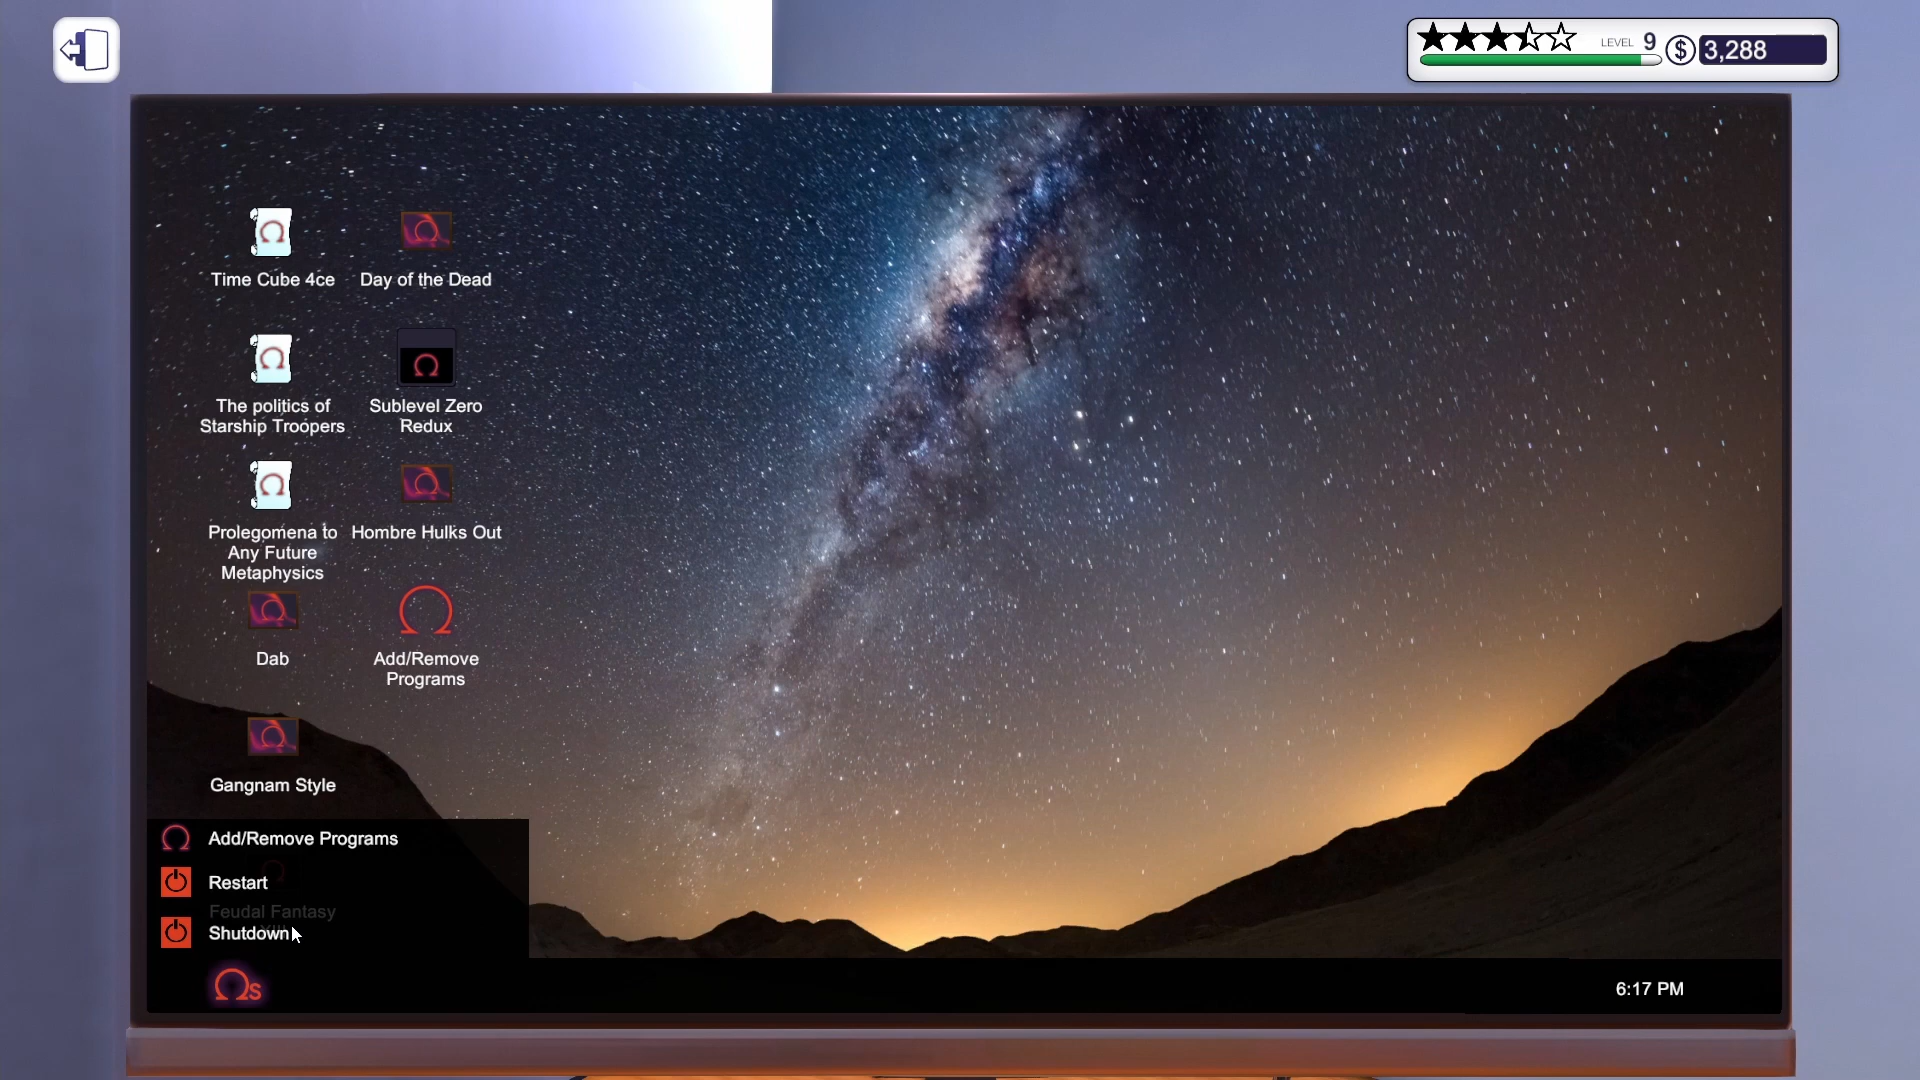 LEVEL 9
$ 3,288
Time Cube 4ce
Day of the Dead
The politics of
Starship Troopers
Sublevel Zero
Redux
Prolegomena to
Any Future
Metaphysics
Hombre Hulks Out
Dab
Add/Remove
Programs
Gangnam Style
Add/Remove Programs
Restart
Feudal Fantasy
Shutdown
Ωs
6:17 PM